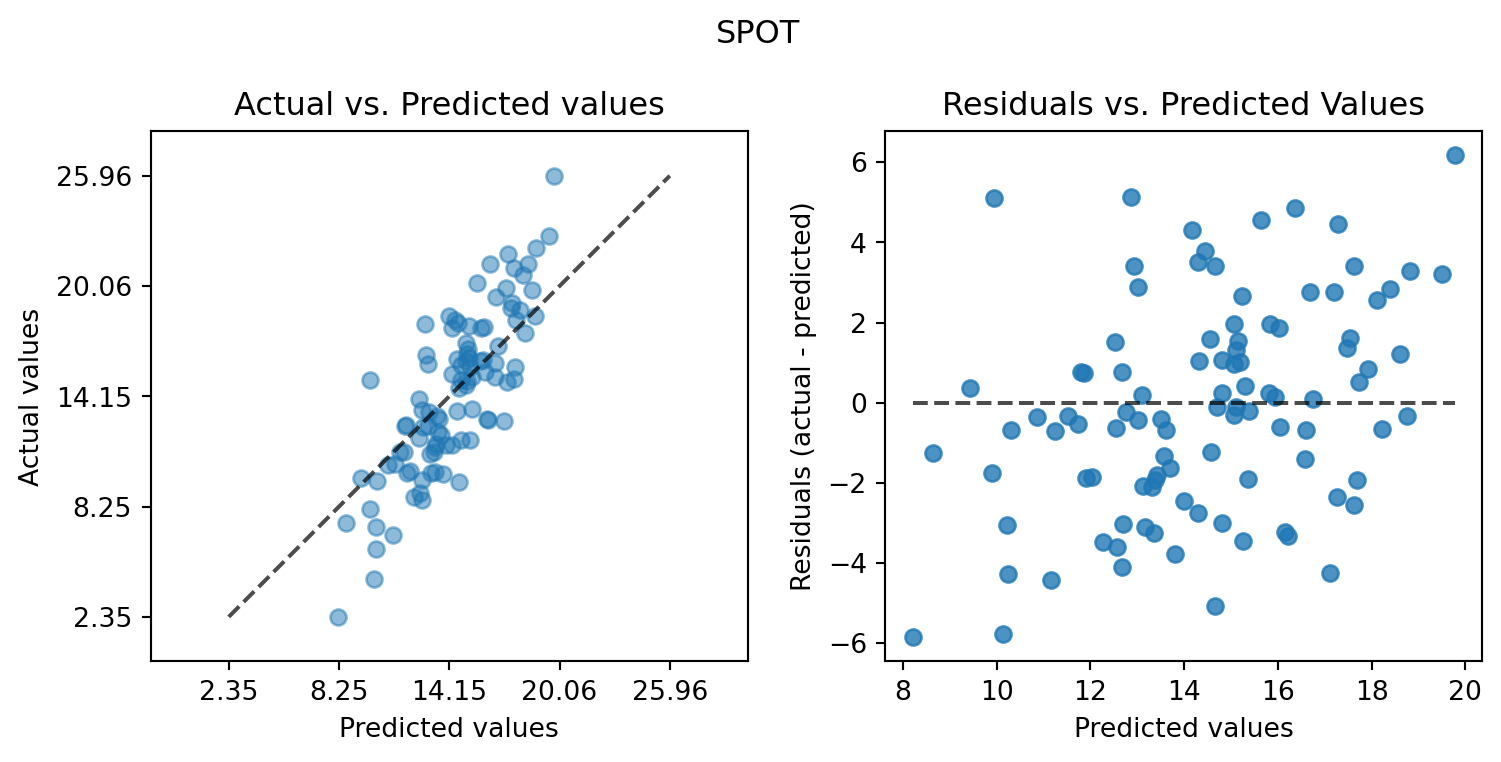 SPOT
Actual vs. Predicted values
Actual values
25.96
20.06
14.15
8.25
2.35
2.35 8.25 14.15 20.06 25.96
Predicted values
Residuals vs. Predicted Values
Residuals (actual - predicted)
6
4
2
0
−2
−4
−6
8 10 12 14 16 18 20
Predicted values